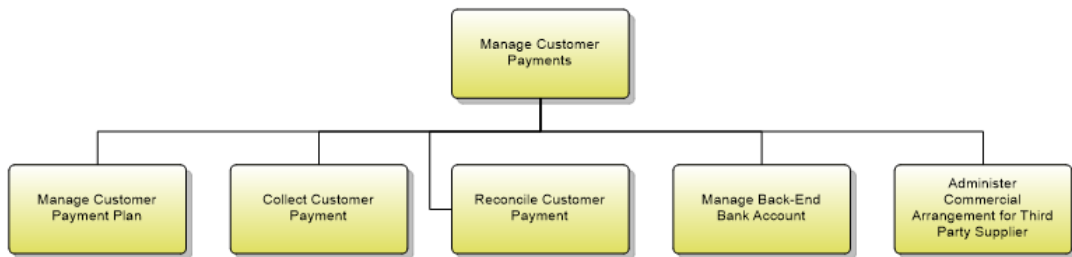 Manage Customer
Payments
Manage Customer
Payment Plan
Collect Customer
Payment
Reconcile Customer
Payment
Manage Back-End
Bank Account
Administer
Commercial
Arrangement for Third
Party Supplier